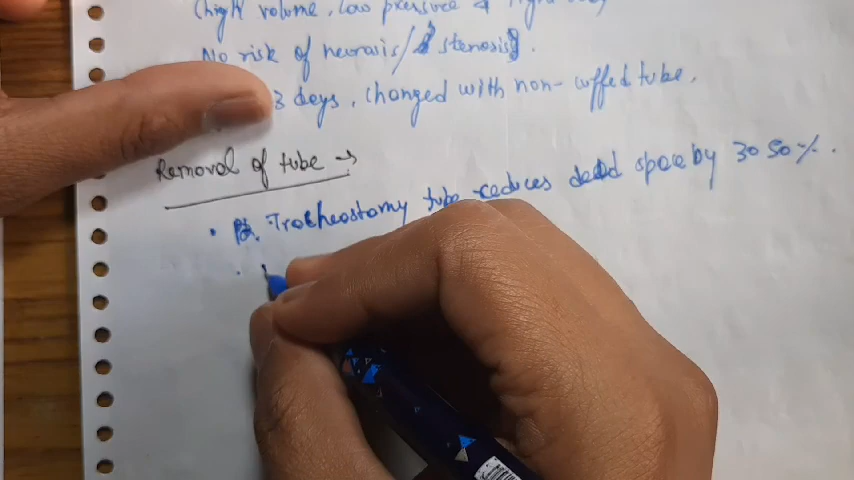 (high volume, low pressure
No risk of necrosis/ stenosis.
3 days, changed with non-cuffed tube.
Removal of tube →
• Tracheostomy tube reduces dead space by 30 50%.
•